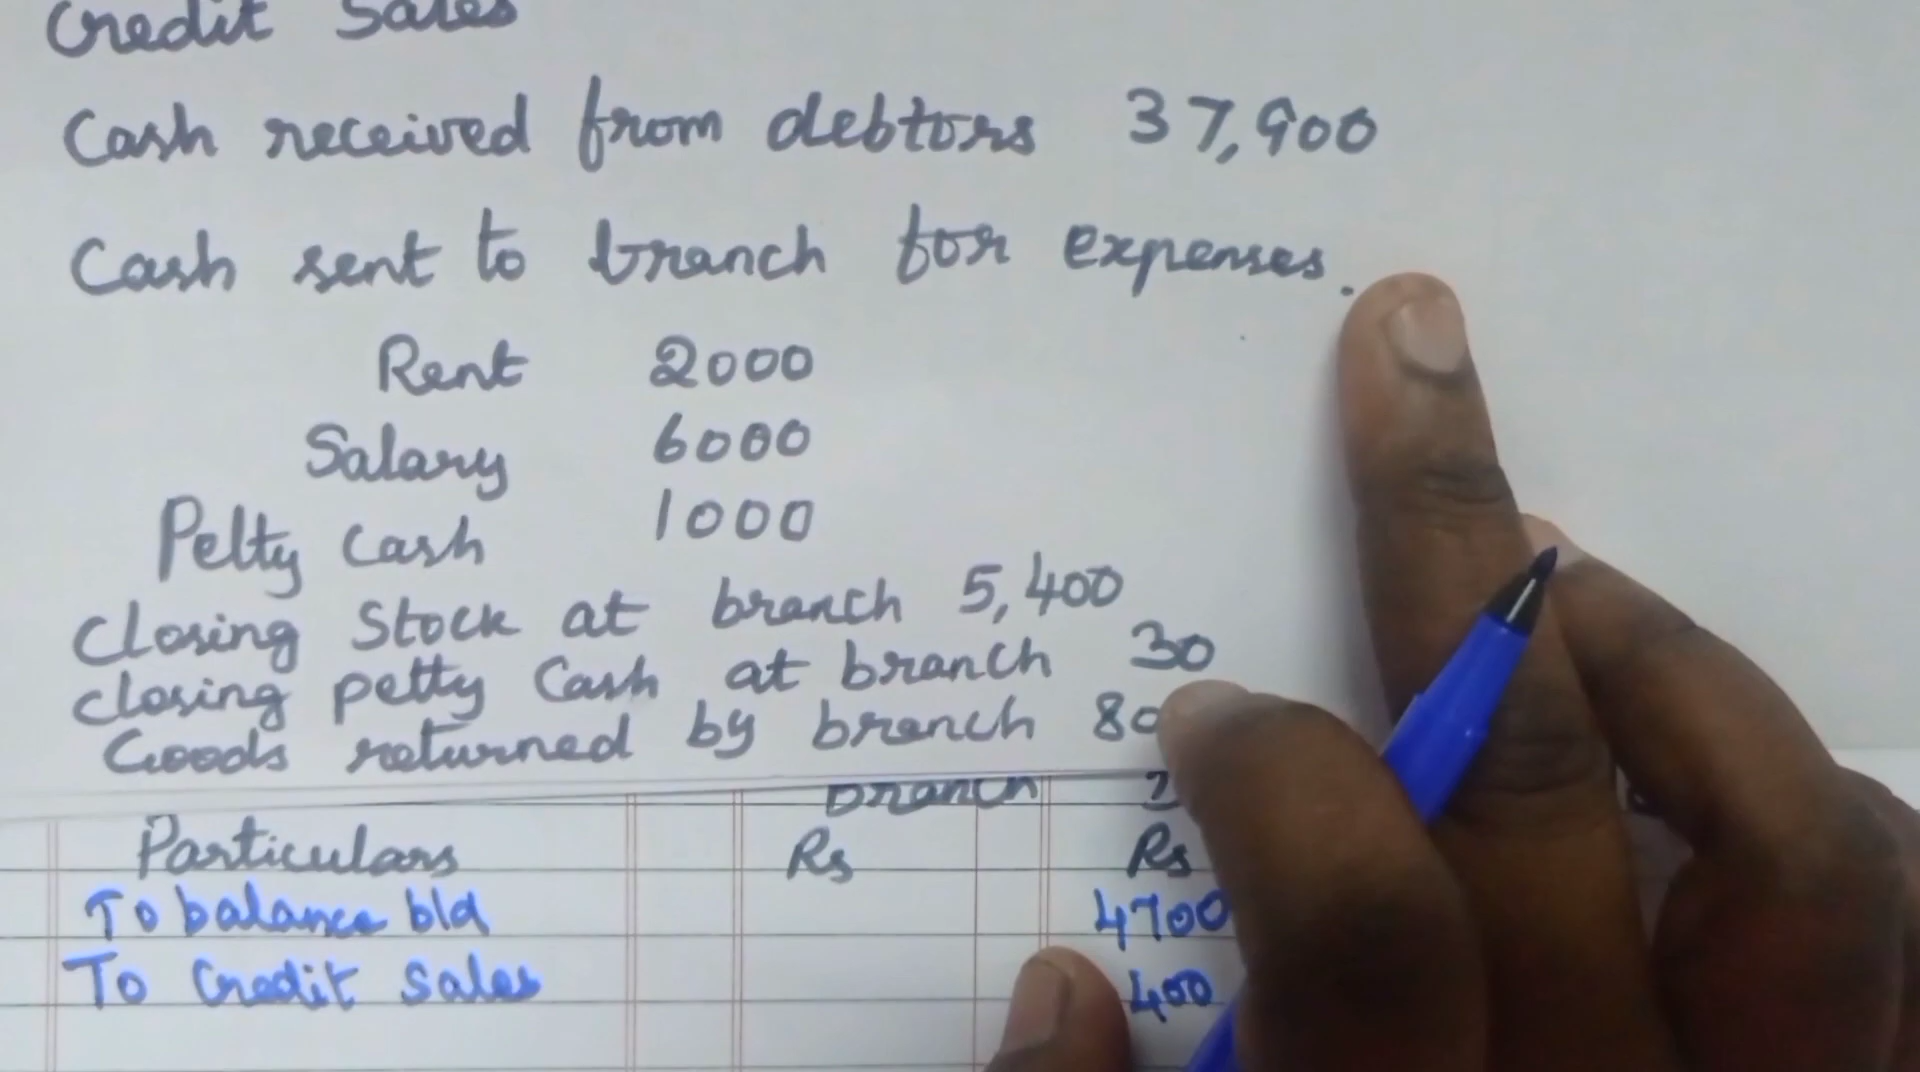 Credit Sales
Cash received from debtors 37,900
Cash sent to branch for expenses.
Rent 2000
Salary 6000
Petty Cash 1000
Closing Stock at branch 5,400
closing petty Cash at branch 30
Goods returned by branch
Branch
Particulars Rs Rs
To balance b/d 4700
To Credit Sales 400